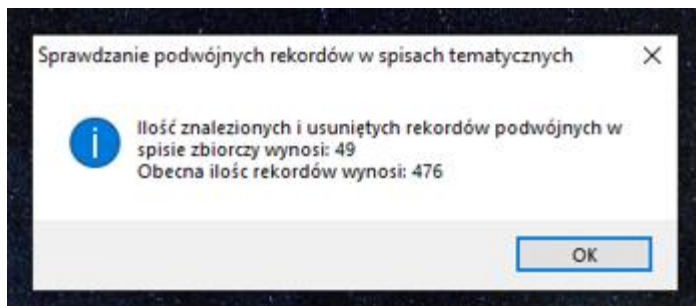 Sprawdzanie podwójnych rekordów w spisach tematycznych
Ilość znalezionych i usuniętych rekordów podwójnych w
spisie zbiorczy wynosi: 49
Obecna ilośc rekordów wynosi: 476
OK